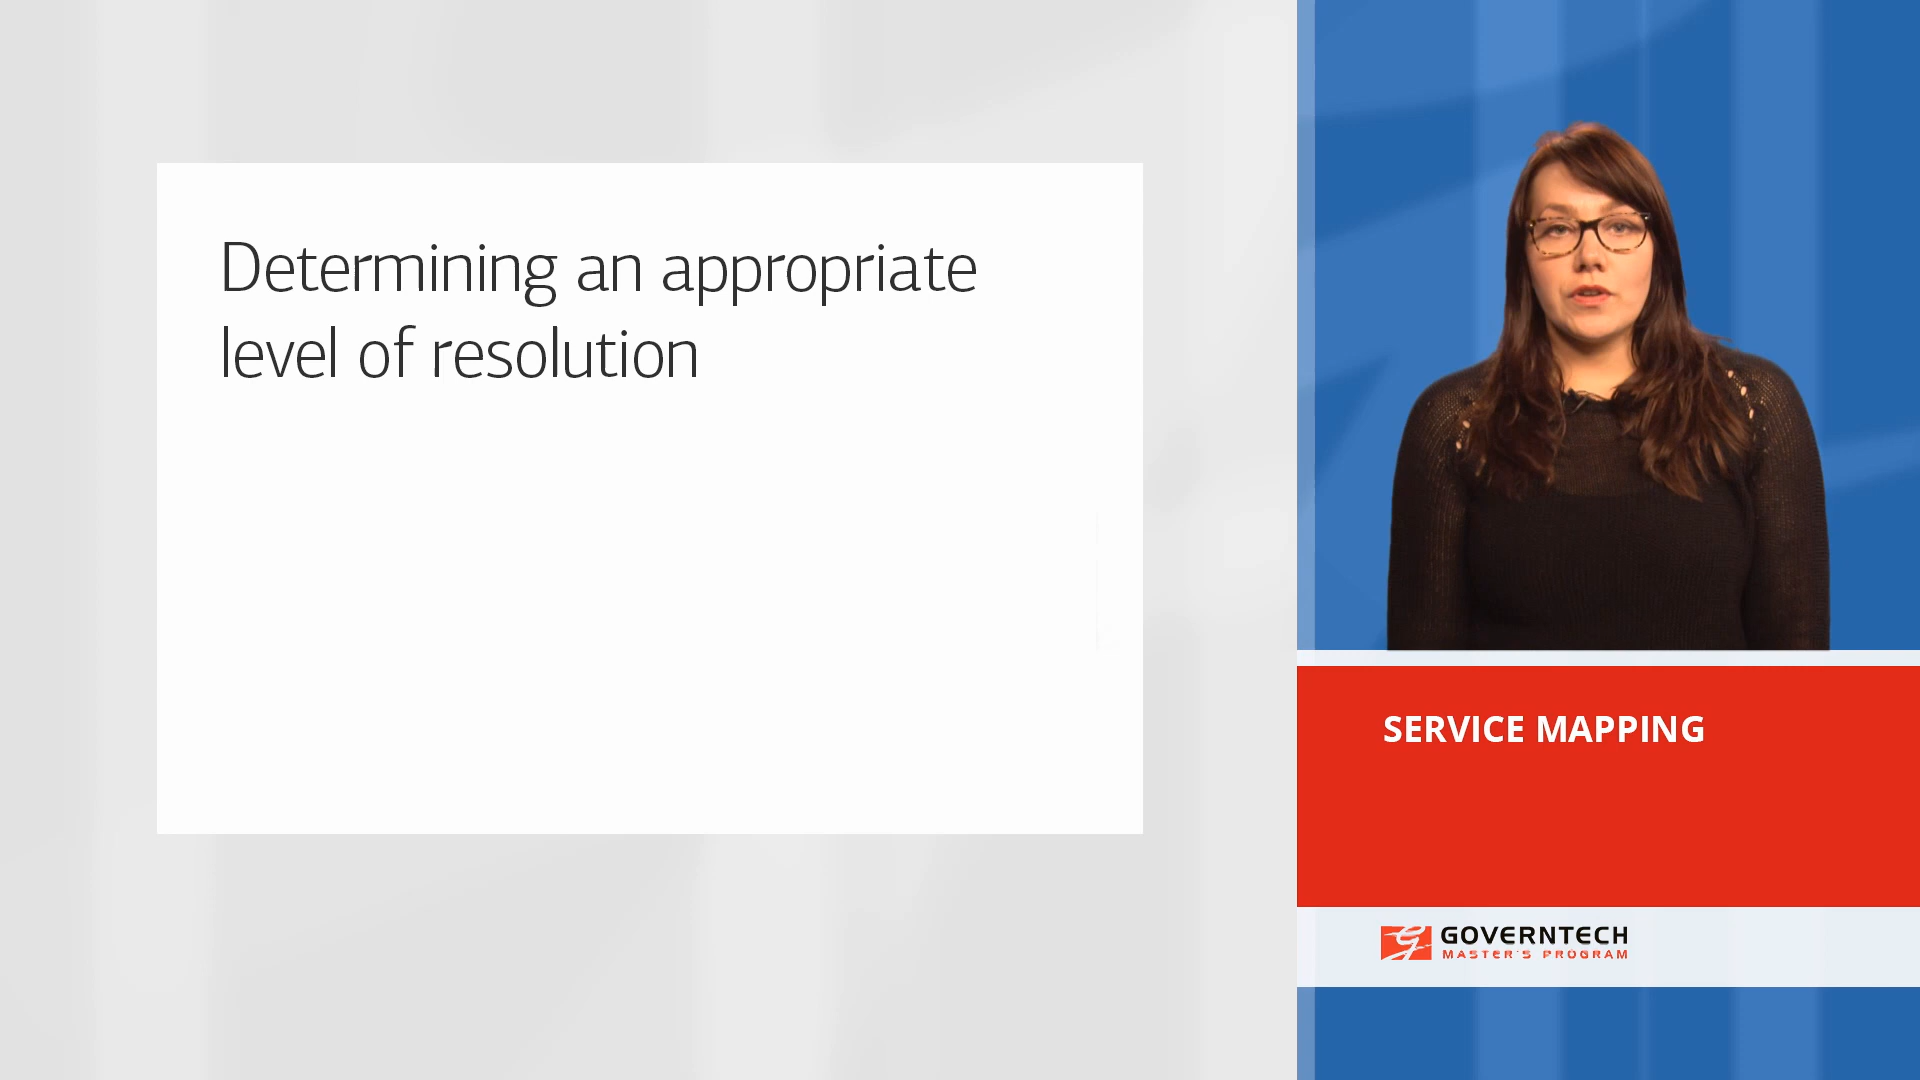 Determining an appropriate
level of resolution
SERVICE MAPPING
GOVERNTECH
MASTER'S PROGRAM